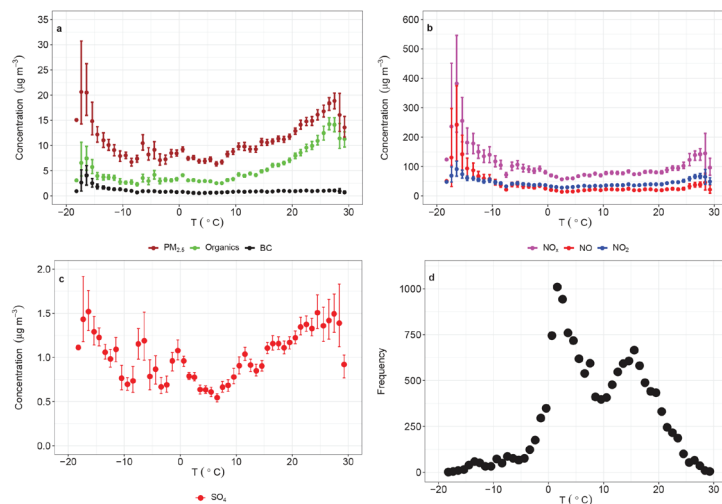 a
Concentration (µg m⁻³)
35
30
25
20
15
10
5
0
−20 −10 0 10 20 30
T (°C)
PM₂.₅ Organics BC
b
Concentration (µg m⁻³)
600
500
400
300
200
100
0
−20 −10 0 10 20 30
T (°C)
NOₓ NO NO₂
c
Concentration (µg m⁻³)
2.0
1.5
1.0
0.5
0.0
−20 −10 0 10 20 30
T (°C)
SO₄
d
Frequency
1000
750
500
250
0
−20 −10 0 10 20 30
T (°C)